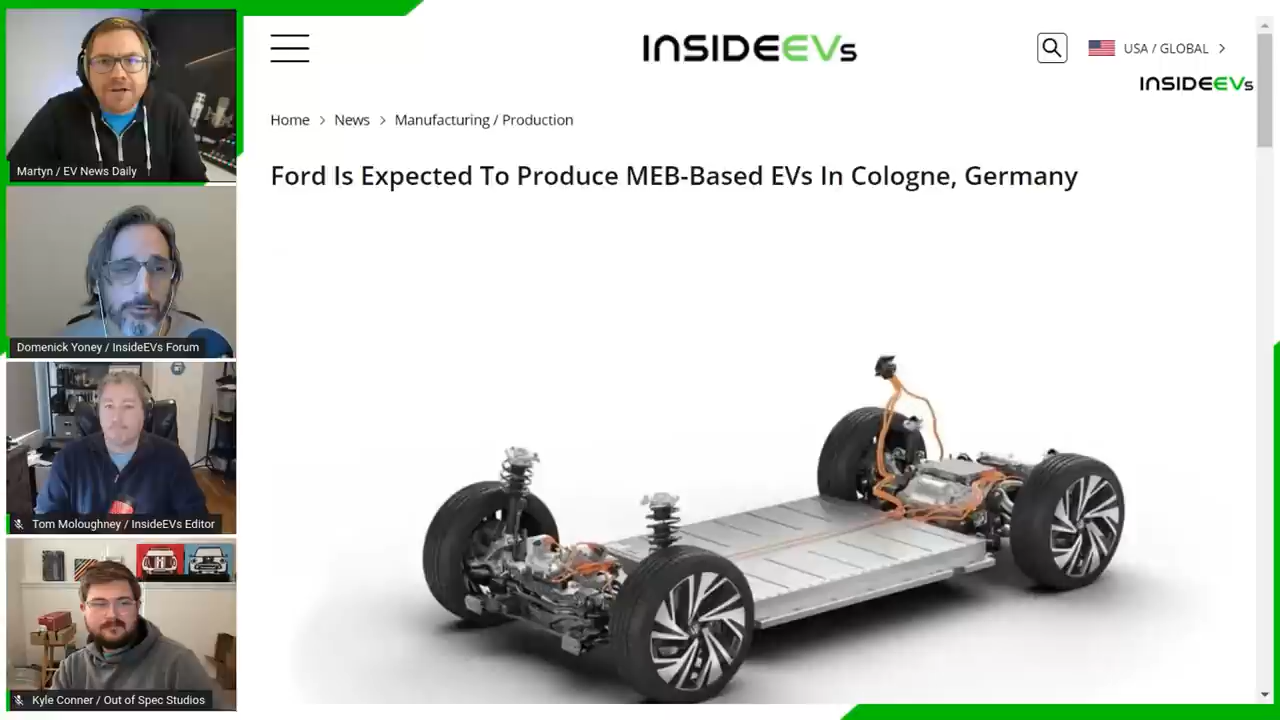 INSIDEEVs
USA / GLOBAL
INSIDEEVs
Home > News > Manufacturing / Production
Ford Is Expected To Produce MEB-Based EVs In Cologne, Germany
Martyn / EV News Daily
Domenick Yoney / InsideEVs Forum
Tom Moloughney / InsideEVs Editor
Kyle Conner / Out of Spec Studios